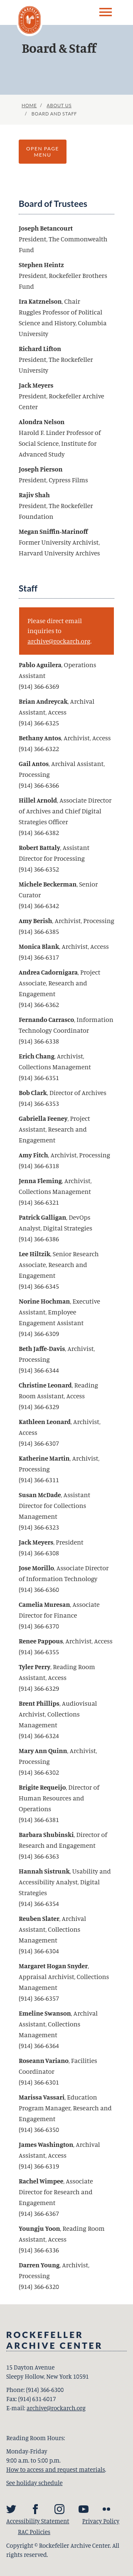 Board & Staff
HOME / ABOUT US
/ BOARD AND STAFF
OPEN PAGE
MENU
Board of Trustees
Joseph Betancourt
President, The Commonwealth
Fund
Stephen Heintz
President, Rockefeller Brothers
Fund
Ira Katznelson, Chair
Ruggles Professor of Political
Science and History, Columbia
University
Richard Lifton
President, The Rockefeller
University
Jack Meyers
President, Rockefeller Archive
Center
Alondra Nelson
Harold F. Linder Professor of
Social Science, Institute for
Advanced Study
Joseph Pierson
President, Cypress Films
Rajiv Shah
President, The Rockefeller
Foundation
Megan Sniffin-Marinoff
Former University Archivist,
Harvard University Archives
Staff
Please direct email
inquiries to
archive@rockarch.org.
Pablo Aguilera, Operations
Assistant
(914) 366-6369
Brian Andreycak, Archival
Assistant, Access
(914) 366-6325
Bethany Antos, Archivist, Access
(914) 366-6322
Gail Antos, Archival Assistant,
Processing
(914) 366-6366
Hillel Arnold, Associate Director
of Archives and Chief Digital
Strategies Officer
(914) 366-6382
Robert Battaly, Assistant
Director for Processing
(914) 366-6352
Michele Beckerman, Senior
Curator
(914) 366-6342
Amy Berish, Archivist, Processing
(914) 366-6385
Monica Blank, Archivist, Access
(914) 366-6317
Andrea Cadornigara, Project
Associate, Research and
Engagement
(914) 366-6362
Fernando Carrasco, Information
Technology Coordinator
(914) 366-6338
Erich Chang, Archivist,
Collections Management
(914) 366-6351
Bob Clark, Director of Archives
(914) 366-6353
Gabriella Feeney, Project
Assistant, Research and
Engagement
Amy Fitch, Archivist, Processing
(914) 366-6318
Jenna Fleming, Archivist,
Collections Management
(914) 366-6321
Patrick Galligan, DevOps
Analyst, Digital Strategies
(914) 366-6386
Lee Hiltzik, Senior Research
Associate, Research and
Engagement
(914) 366-6345
Norine Hochman, Executive
Assistant, Employee
Engagement Assistant
(914) 366-6309
Beth Jaffe-Davis, Archivist,
Processing
(914) 366-6344
Christine Leonard, Reading
Room Assistant, Access
(914) 366-6329
Kathleen Leonard, Archivist,
Access
(914) 366-6307
Katherine Martin, Archivist,
Processing
(914) 366-6311
Susan McDade, Assistant
Director for Collections
Management
(914) 366-6323
Jack Meyers, President
(914) 366-6308
Jose Morillo, Associate Director
of Information Technology
(914) 366-6360
Camelia Muresan, Associate
Director for Finance
(914) 366-6370
Renee Pappous, Archivist, Access
(914) 366-6355
Tyler Perry, Reading Room
Assistant, Access
(914) 366-6329
Brent Phillips, Audiovisual
Archivist, Collections
Management
(914) 366-6324
Mary Ann Quinn, Archivist,
Processing
(914) 366-6302
Brigite Requeijo, Director of
Human Resources and
Operations
(914) 366-6381
Barbara Shubinski, Director of
Research and Engagement
(914) 366-6363
Hannah Sistrunk, Usability and
Accessibility Analyst, Digital
Strategies
(914) 366-6354
Reuben Slater, Archival
Assistant, Collections
Management
(914) 366-6304
Margaret Hogan Snyder,
Appraisal Archivist, Collections
Management
(914) 366-6357
Emeline Swanson, Archival
Assistant, Collections
Management
(914) 366-6364
Roseann Variano, Facilities
Coordinator
(914) 366-6301
Marissa Vassari, Education
Program Manager, Research and
Engagement
(914) 366-6350
James Washington, Archival
Assistant, Access
(914) 366-6319
Rachel Wimpee, Associate
Director for Research and
Engagement
(914) 366-6367
Youngju Yoon, Reading Room
Assistant, Access
(914) 366-6336
Darren Young, Archivist,
Processing
(914) 366-6320
ROCKEFELLER
ARCHIVE CENTER
15 Dayton Avenue
Sleepy Hollow, New York 10591
Phone: (914) 366-6300
Fax: (914) 631-6017
E-mail: archive@rockarch.org
Reading Room Hours:
Monday-Friday
9:00 a.m. to 5:00 p.m.
How to access and request materials.
See holiday schedule
Accessibility Statement Privacy Policy
RAC Policies
Copyright © Rockefeller Archive Center. All
rights reserved.